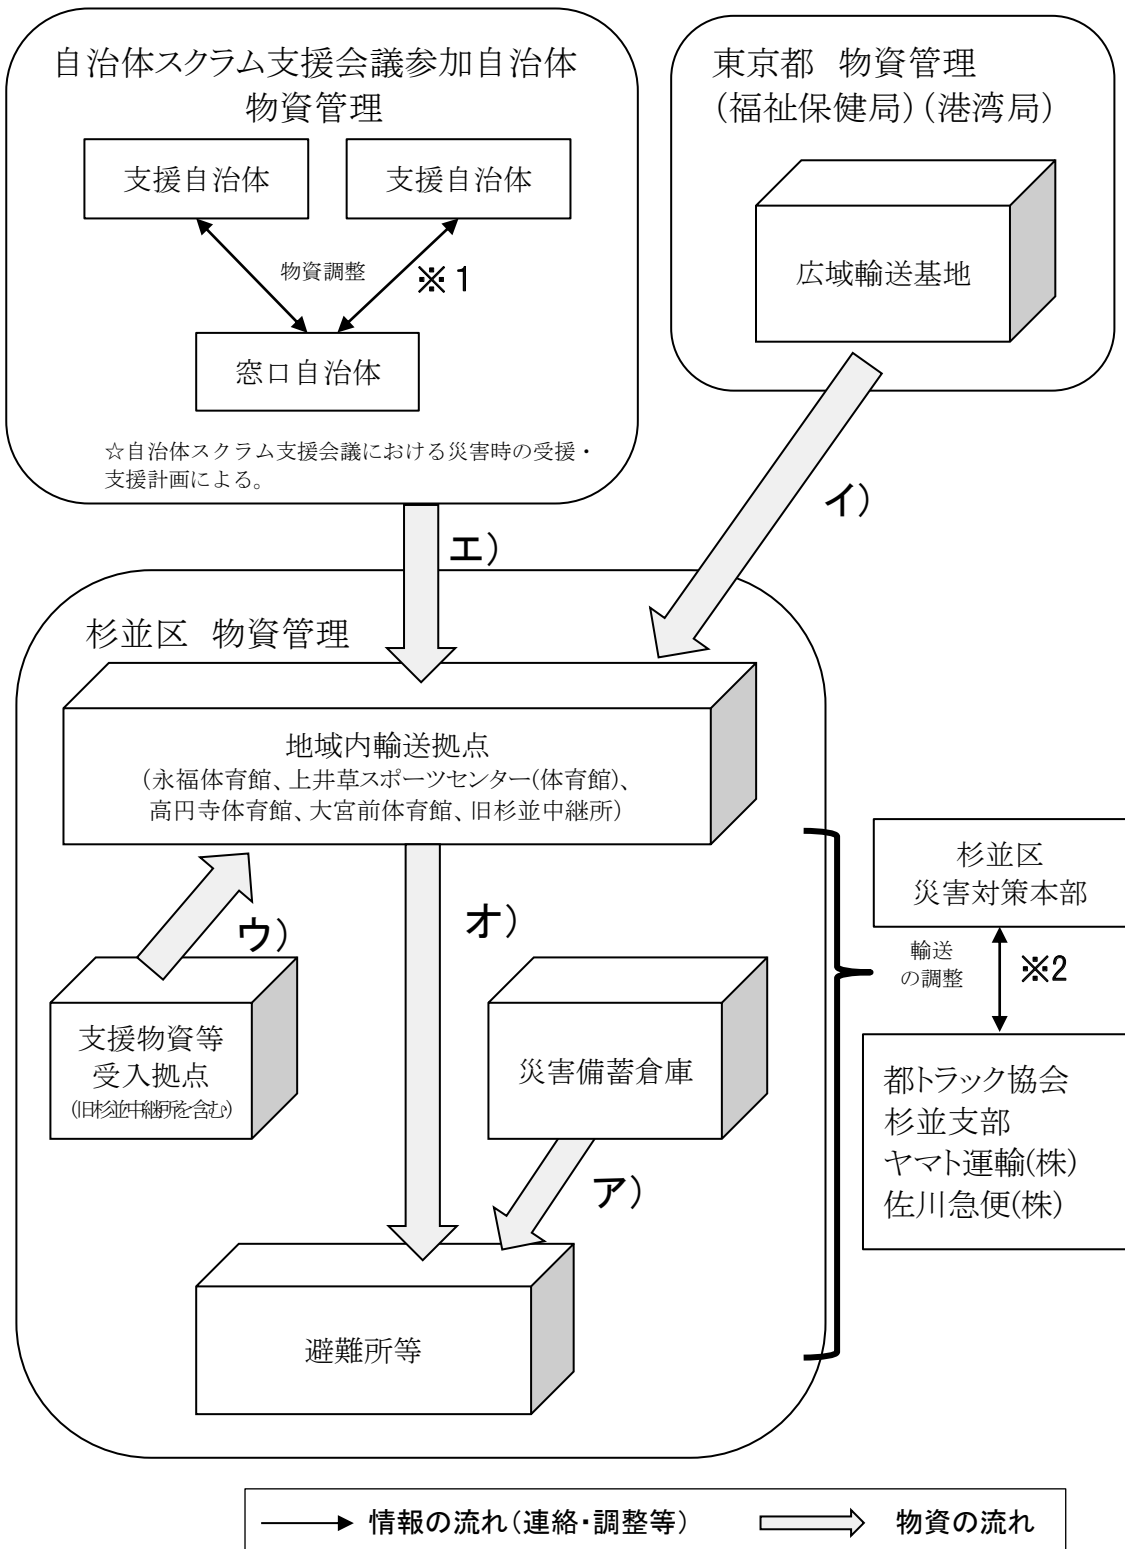 自治体スクラム支援会議参加自治体
物資管理
支援自治体
支援自治体
物資調整
※1
窓口自治体
☆自治体スクラム支援会議における災害時の受援・
支援計画による。
東京都　物資管理
(福祉保健局)(港湾局)
広域輸送基地
イ)
エ)
杉並区　物資管理
地域内輸送拠点
(永福体育館、上井草スポーツセンター(体育館)、
高円寺体育館、大宮前体育館、旧杉並中継所)
ウ)
オ)
支援物資等
受入拠点
(旧杉並中継所を含む)
災害備蓄倉庫
ア)
避難所等
杉並区
災害対策本部
輸送
の調整
※2
都トラック協会
杉並支部
ヤマト運輸(株)
佐川急便(株)
情報の流れ(連絡・調整等)
物資の流れ